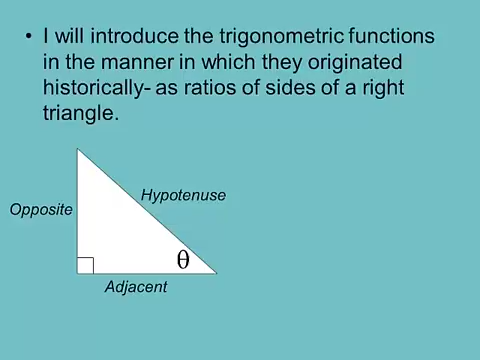 • I will introduce the trigonometric functions
in the manner in which they originated
historically- as ratios of sides of a right
triangle.
Hypotenuse
Opposite
θ
Adjacent